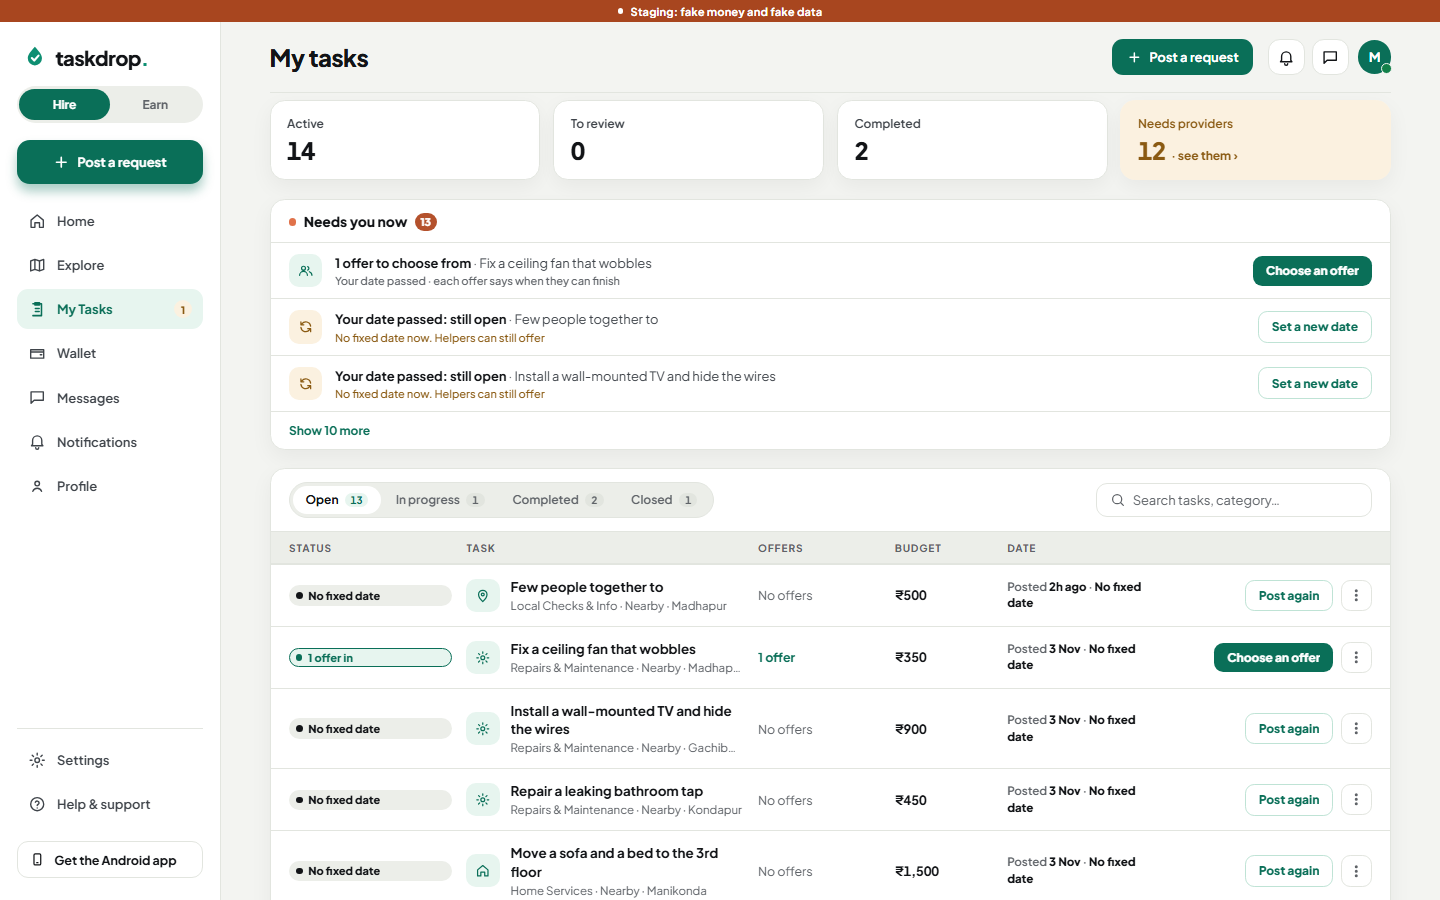 Staging: fake money and fake data
taskdrop.
Hire
Earn
Post a request
Home
Explore
My Tasks
1
Wallet
Messages
Notifications
Profile
Settings
Help & support
Get the Android app
My tasks
Post a request
M
Active
14
To review
0
Completed
2
Needs providers
12 · see them ›
Needs you now 13
1 offer to choose from · Fix a ceiling fan that wobbles
Your date passed · each offer says when they can finish
Choose an offer
Your date passed: still open · Few people together to
No fixed date now. Helpers can still offer
Set a new date
Your date passed: still open · Install a wall-mounted TV and hide the wires
No fixed date now. Helpers can still offer
Set a new date
Show 10 more
Open 13
In progress 1
Completed 2
Closed 1
Search tasks, category...
STATUS
TASK
OFFERS
BUDGET
DATE
No fixed date
Few people together to
Local Checks & Info · Nearby · Madhapur
No offers
₹500
Posted 2h ago · No fixed
date
Post again
1 offer in
Fix a ceiling fan that wobbles
Repairs & Maintenance · Nearby · Madhap...
1 offer
₹350
Posted 3 Nov · No fixed
date
Choose an offer
No fixed date
Install a wall-mounted TV and hide
the wires
Repairs & Maintenance · Nearby · Gachib...
No offers
₹900
Posted 3 Nov · No fixed
date
Post again
No fixed date
Repair a leaking bathroom tap
Repairs & Maintenance · Nearby · Kondapur
No offers
₹450
Posted 3 Nov · No fixed
date
Post again
No fixed date
Move a sofa and a bed to the 3rd
floor
Home Services · Nearby · Manikonda
No offers
₹1,500
Posted 3 Nov · No fixed
date
Post again